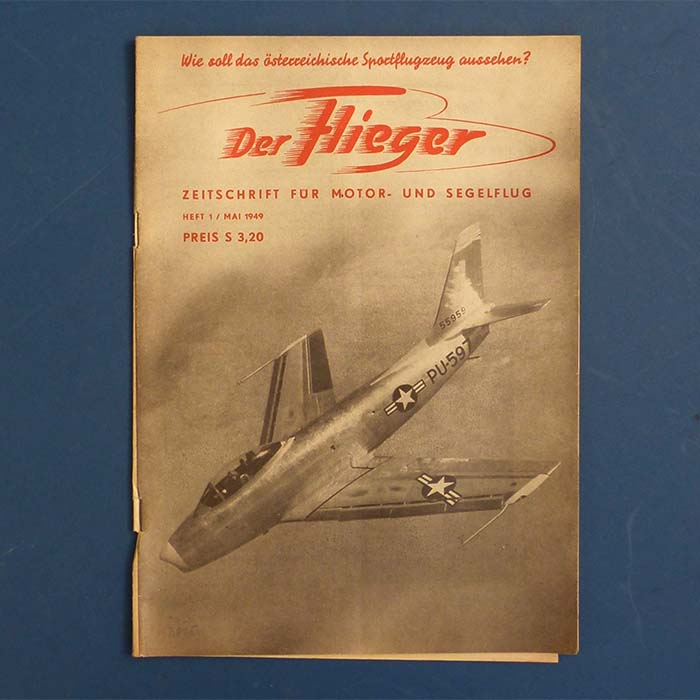 Wie soll das österreichische Sportflugzeug aussehen?
Der Flieger
ZEITSCHRIFT FÜR MOTOR- UND SEGELFLUG
HEFT 1 / MAI 1949
PREIS S 3,20
55959
PU-597